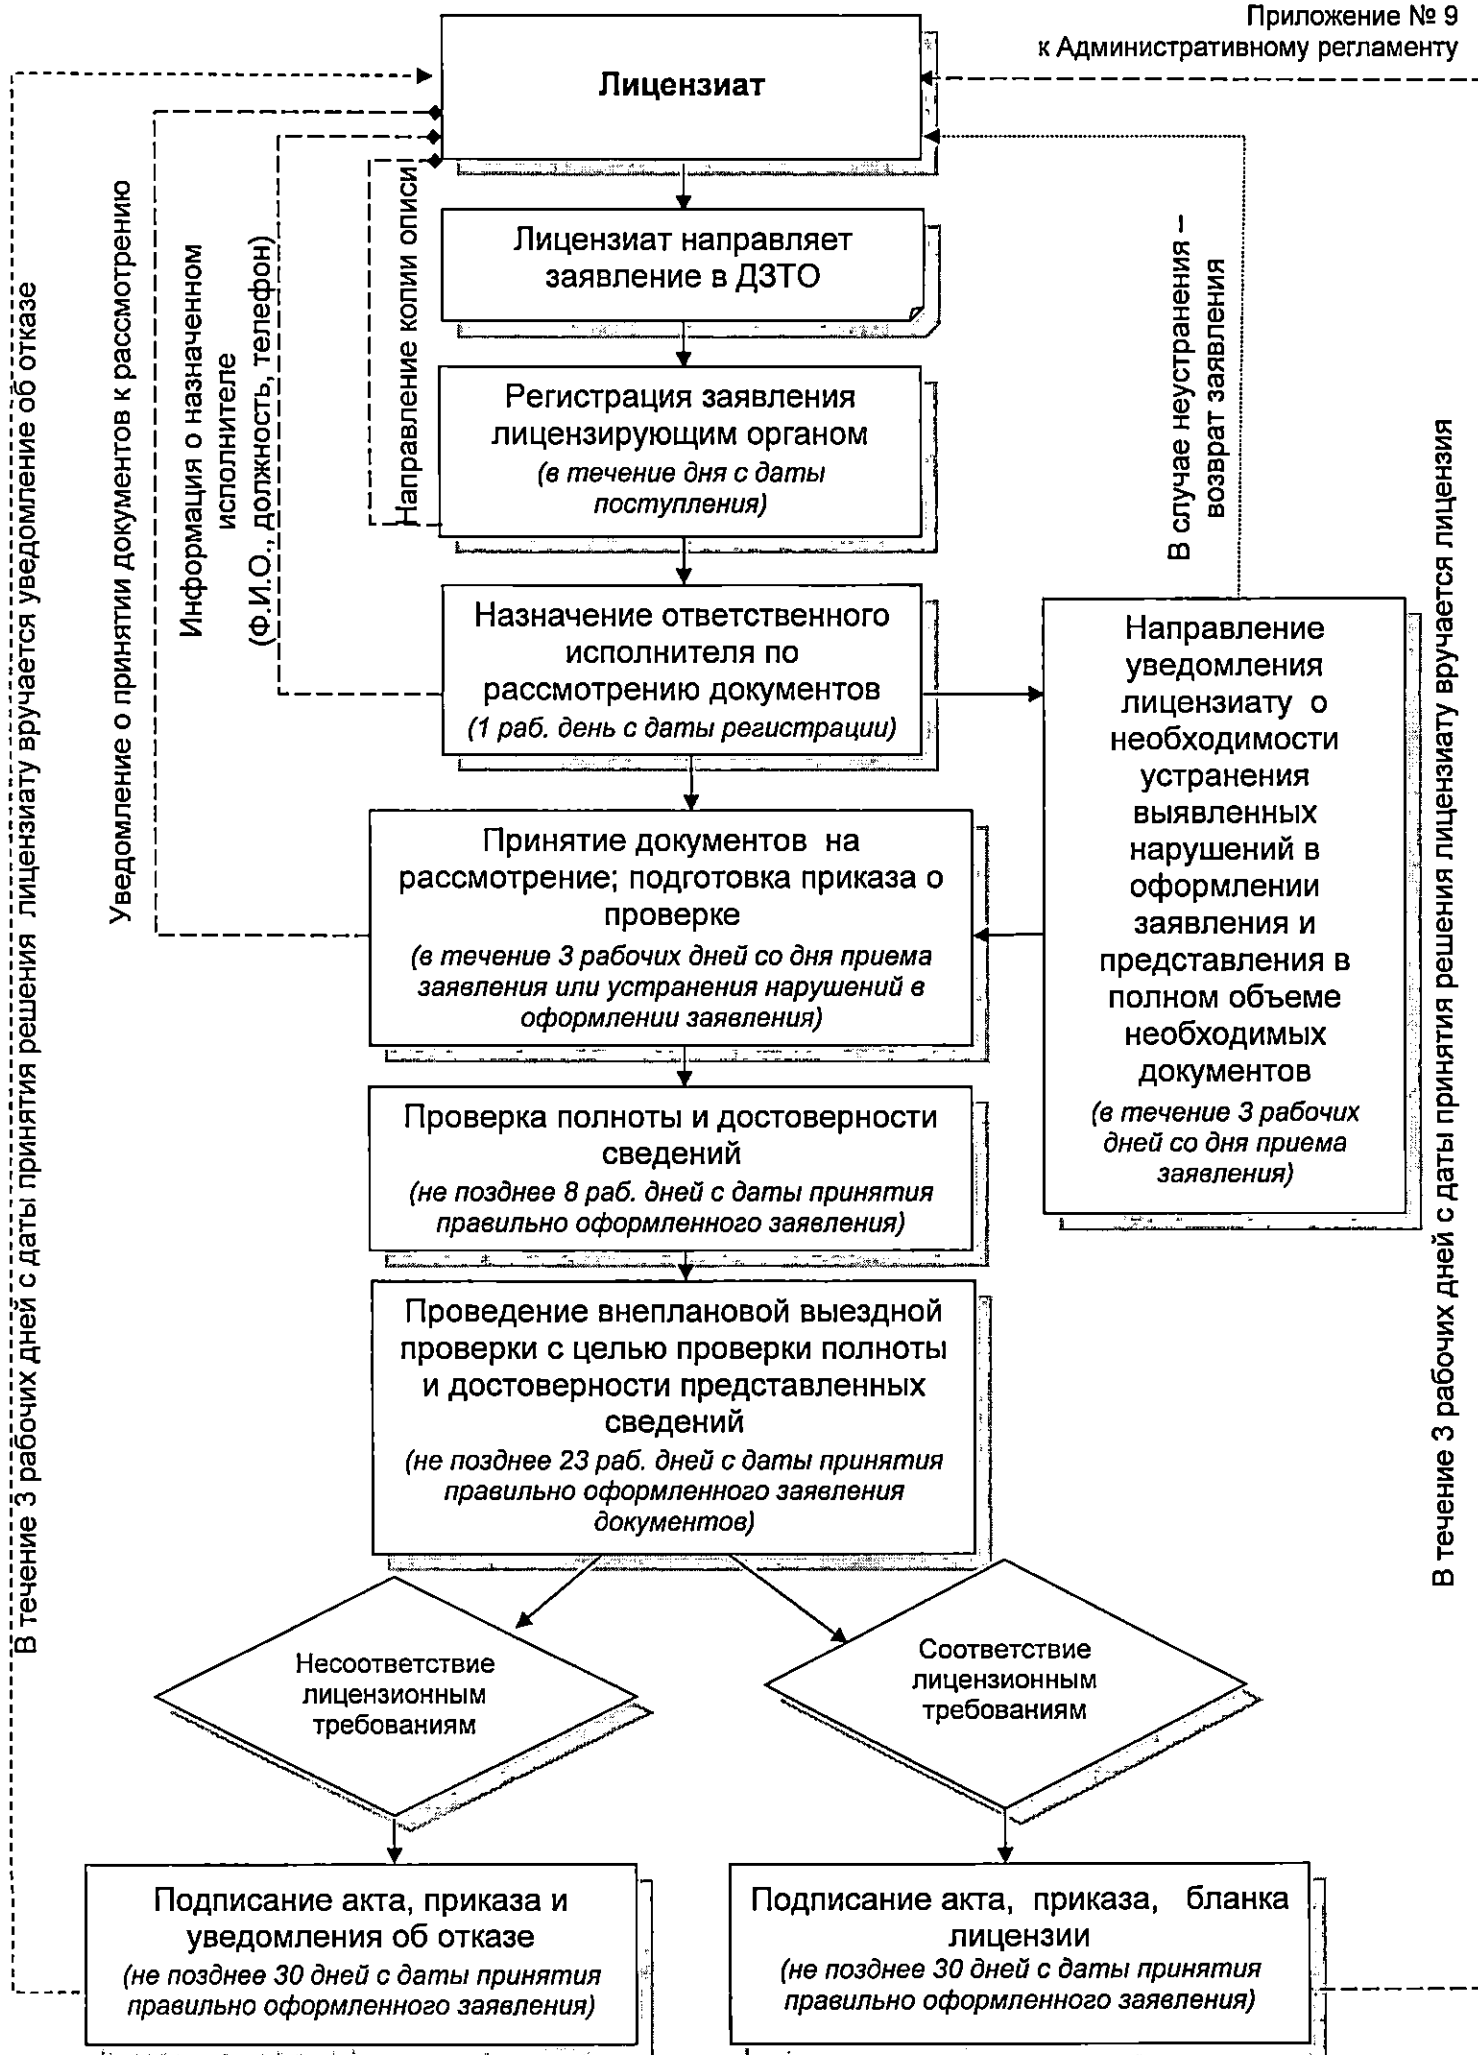 Приложение № 9
к Административному регламенту
Лицензиат
Лицензиат направляет
заявление в ДЗТО
Регистрация заявления
лицензирующим органом
(в течение дня с даты
поступления)
Назначение ответственного
исполнителя по
рассмотрению документов
(1 раб. день с даты регистрации)
Принятие документов на
рассмотрение; подготовка приказа о
проверке
(в течение 3 рабочих дней со дня приема
заявления или устранения нарушений в
оформлении заявления)
Проверка полноты и достоверности
сведений
(не позднее 8 раб. дней с даты принятия
правильно оформленного заявления)
Проведение внеплановой выездной
проверки с целью проверки полноты
и достоверности представленных
сведений
(не позднее 23 раб. дней с даты принятия
правильно оформленного заявления
документов)
Несоответствие
лицензионным
требованиям
Соответствие
лицензионным
требованиям
Подписание акта, приказа и
уведомления об отказе
(не позднее 30 дней с даты принятия
правильно оформленного заявления)
Подписание акта, приказа, бланка
лицензии
(не позднее 30 дней с даты принятия
правильно оформленного заявления)
Направление
уведомления
лицензиату о
необходимости
устранения
выявленных
нарушений в
оформлении
заявления и
представления в
полном объеме
необходимых
документов
(в течение 3 рабочих
дней со дня приема
заявления)
В течение 3 рабочих дней с даты принятия решения лицензиату вручается уведомление об отказе
Уведомление о принятии документов к рассмотрению
Информация о назначенном
исполнителе
(Ф.И.О., должность, телефон)
Направление копии описи
В случае неустранения –
возврат заявления
В течение 3 рабочих дней с даты принятия решения лицензиату вручается лицензия